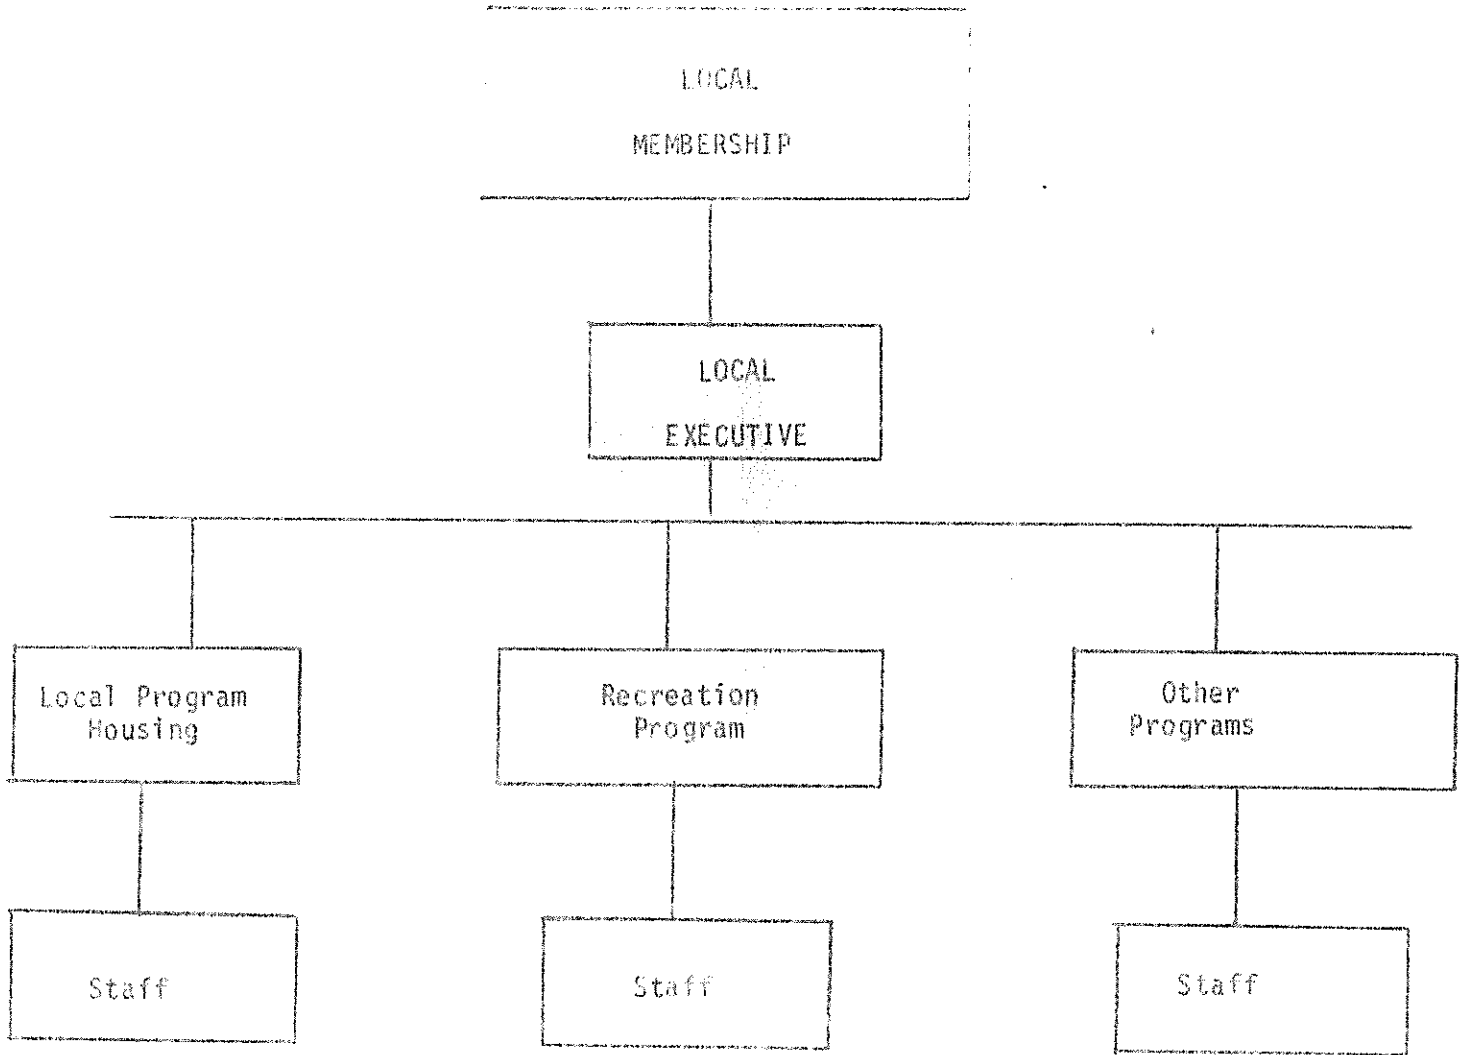 LOCAL
MEMBERSHIP
LOCAL
EXECUTIVE
Local Program
Housing
Recreation
Program
Other
Programs
Staff
Staff
Staff